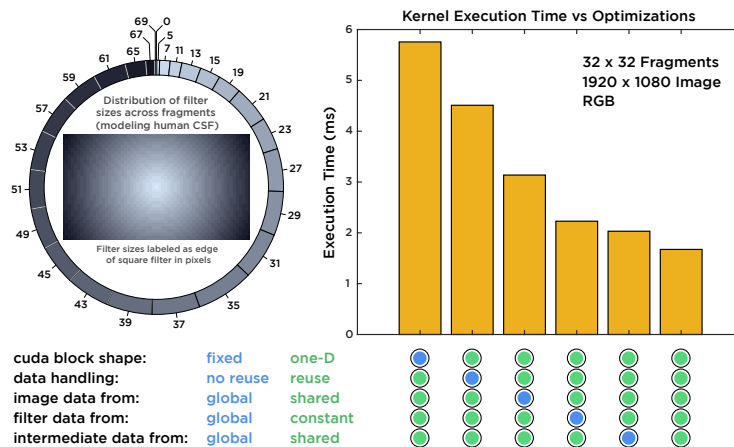 69
0
67
5
7
11
13
15
19
21
23
27
29
31
35
37
39
43
45
49
51
53
57
59
61
65
Distribution of filter
sizes across fragments
(modeling human CSF)
Filter sizes labeled as edge
of square filter in pixels
Kernel Execution Time vs Optimizations
32 x 32 Fragments
1920 x 1080 Image
RGB
Execution Time (ms)
6
5
4
3
2
1
0
cuda block shape: fixed one-D
data handling: no reuse reuse
image data from: global shared
filter data from: global constant
intermediate data from: global shared